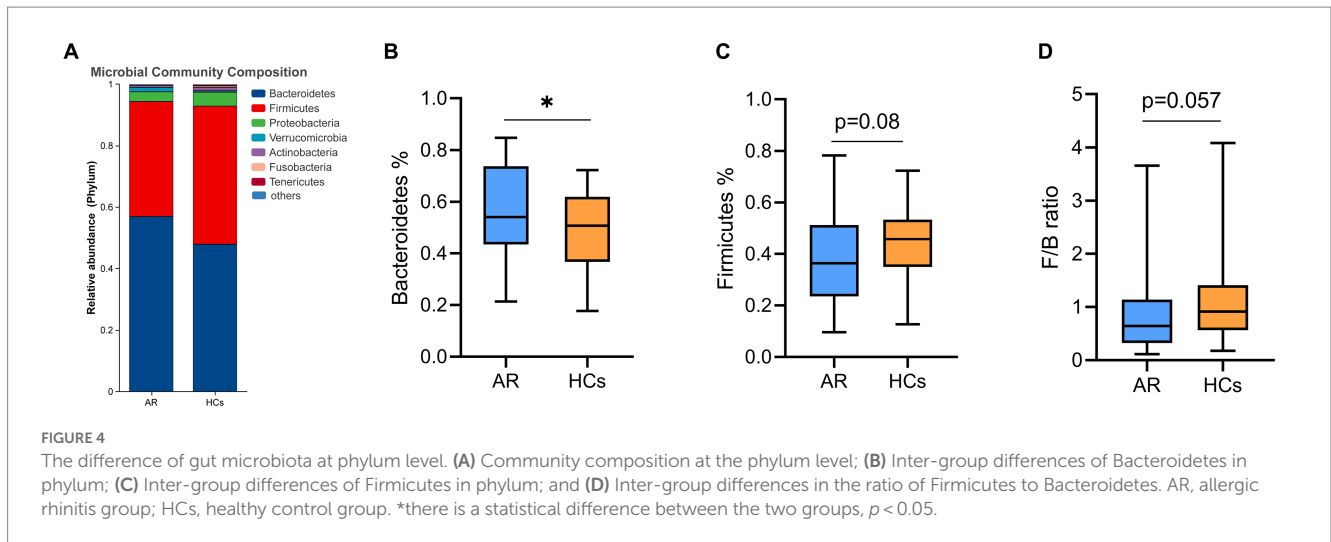 A
Microbial Community Composition
Relative abundance (Phylum)
1
0.8
0.6
0.4
0.2
0
AR
HCs
Bacteroidetes
Firmicutes
Proteobacteria
Verrucomicrobia
Actinobacteria
Fusobacteria
Tenericutes
others
B
Bacteroidetes %
1.0
0.8
0.6
0.4
0.2
0.0
*
AR
HCs
C
Firmicutes %
1.0
0.8
0.6
0.4
0.2
0.0
p=0.08
AR
HCs
D
F/B ratio
5
4
3
2
1
0
p=0.057
AR
HCs
FIGURE 4
The difference of gut microbiota at phylum level. (A) Community composition at the phylum level; (B) Inter-group differences of Bacteroidetes in
phylum; (C) Inter-group differences of Firmicutes in phylum; and (D) Inter-group differences in the ratio of Firmicutes to Bacteroidetes. AR, allergic
rhinitis group; HCs, healthy control group. *there is a statistical difference between the two groups, p < 0.05.